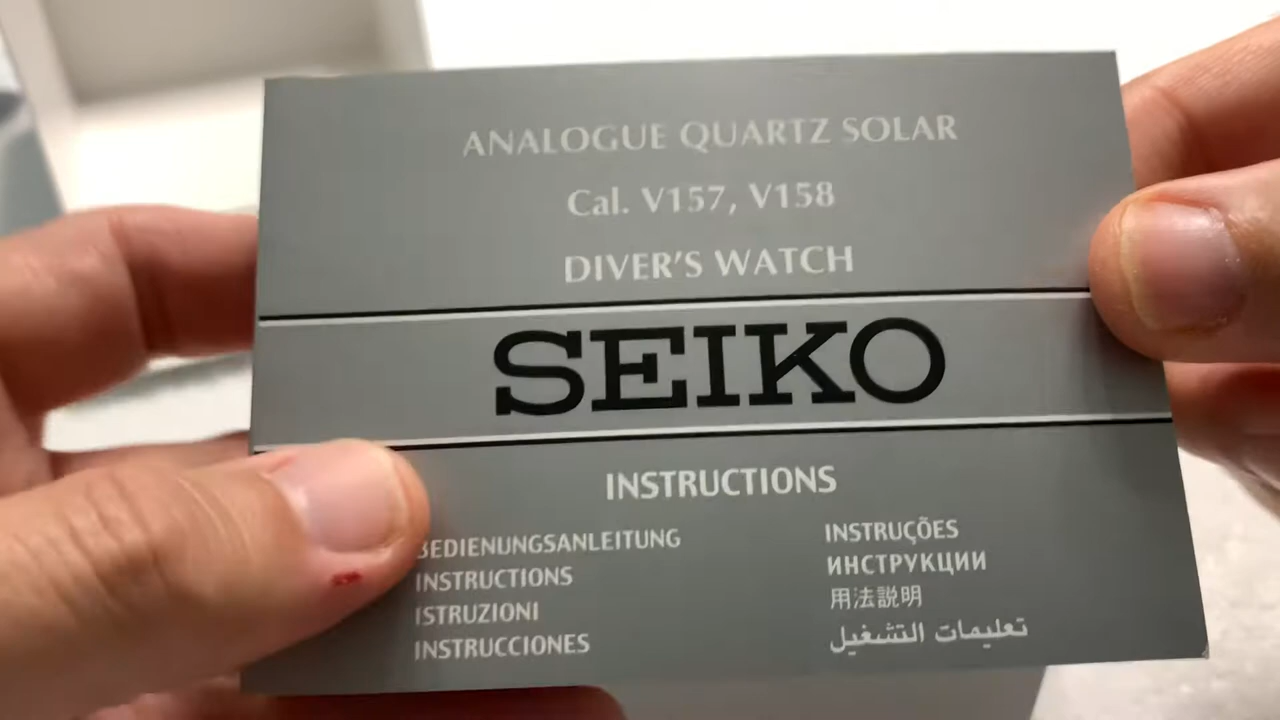 ANALOGUE QUARTZ SOLAR
Cal. V157, V158
DIVER'S WATCH
SEIKO
INSTRUCTIONS
BEDIENUNGSANLEITUNG
INSTRUCTIONS
ISTRUZIONI
INSTRUCCIONES
INSTRUÇÕES
ИНСТРУКЦИИ
用法説明
تعليمات التشغيل